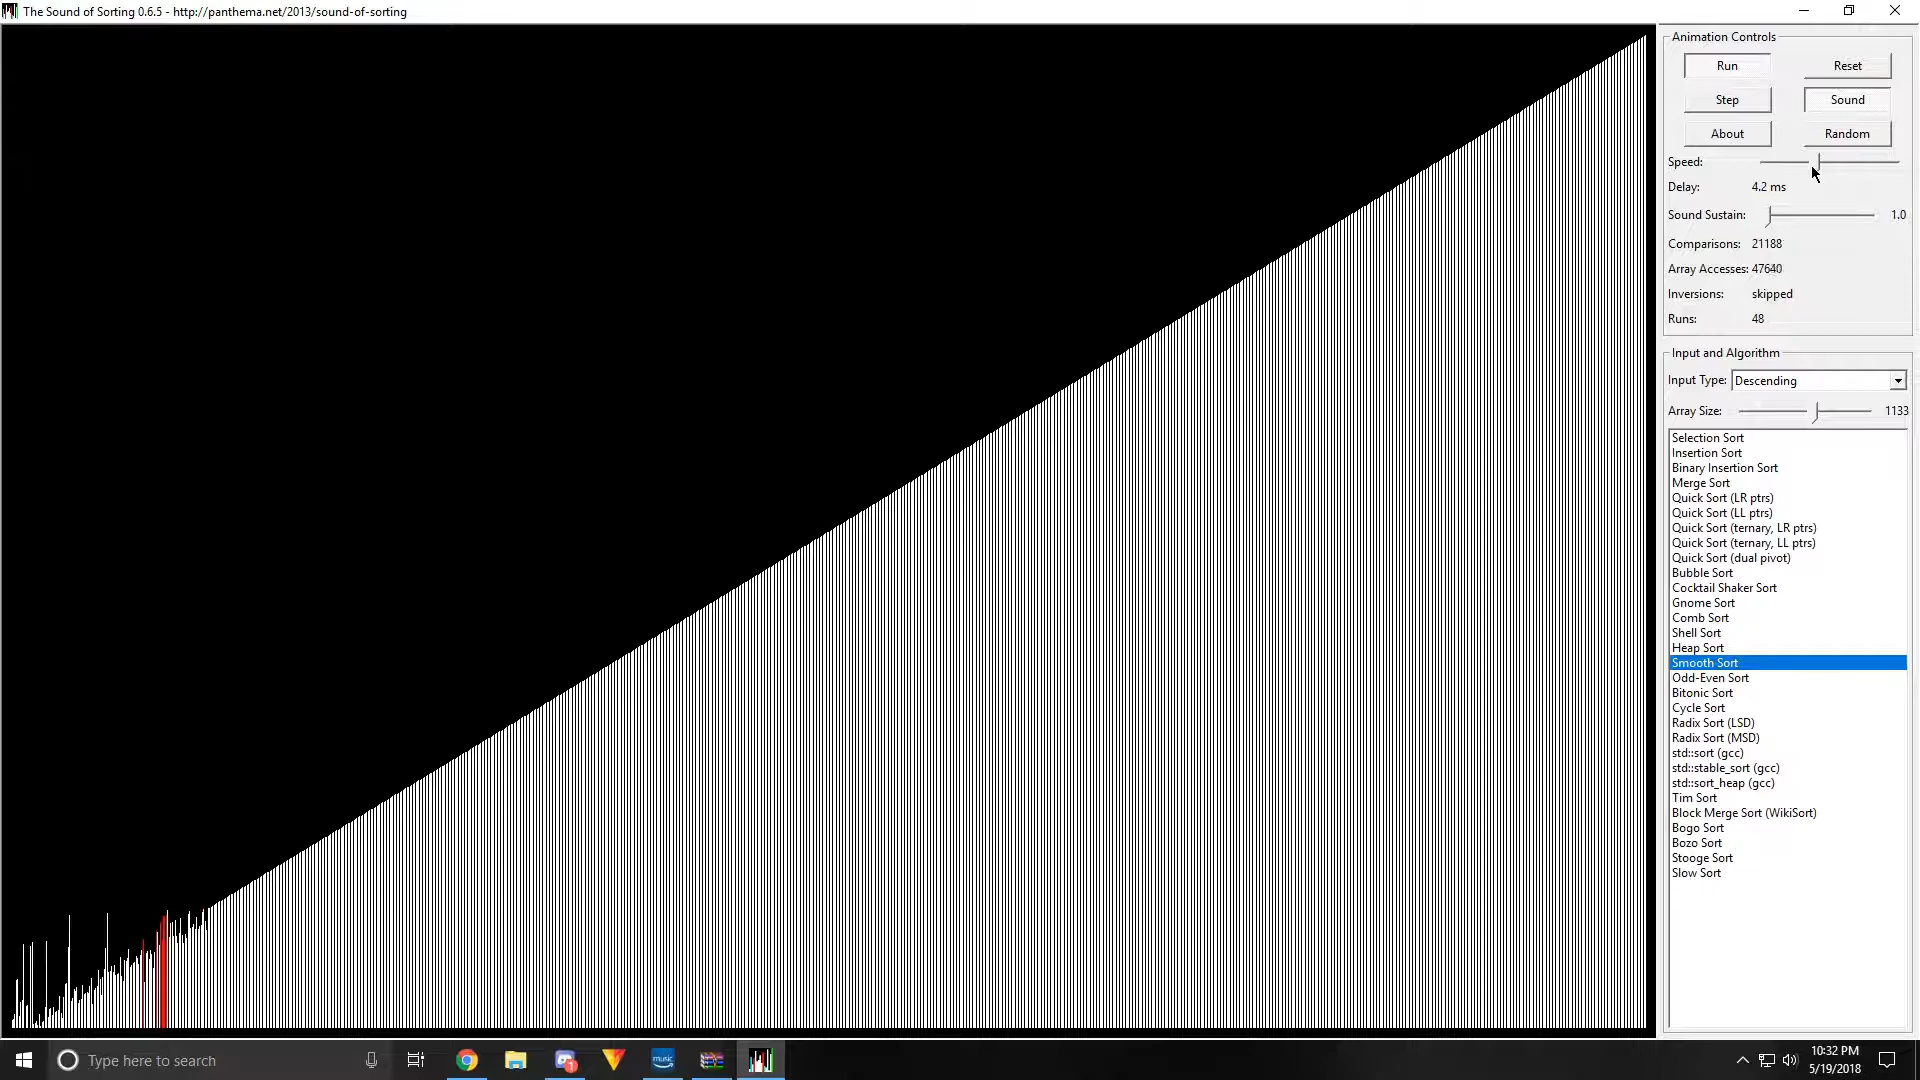 The Sound of Sorting 0.6.5 - http://panthema.net/2013/sound-of-sorting
Animation Controls
Run Reset
Step Sound
About Random
Speed:
Delay: 4.2 ms
Sound Sustain: 1.0
Comparisons: 21188
Array Accesses: 47640
Inversions: skipped
Runs: 48
Input and Algorithm
Input Type: Descending
Array Size: 1133
Selection Sort
Insertion Sort
Binary Insertion Sort
Merge Sort
Quick Sort (LR ptrs)
Quick Sort (LL ptrs)
Quick Sort (ternary, LR ptrs)
Quick Sort (ternary, LL ptrs)
Quick Sort (dual pivot)
Bubble Sort
Cocktail Shaker Sort
Gnome Sort
Comb Sort
Shell Sort
Heap Sort
Smooth Sort
Odd-Even Sort
Bitonic Sort
Cycle Sort
Radix Sort (LSD)
Radix Sort (MSD)
std::sort (gcc)
std::stable_sort (gcc)
std::sort_heap (gcc)
Tim Sort
Block Merge Sort (WikiSort)
Bogo Sort
Bozo Sort
Stooge Sort
Slow Sort
Type here to search
1
music
10:32 PM
5/19/2018